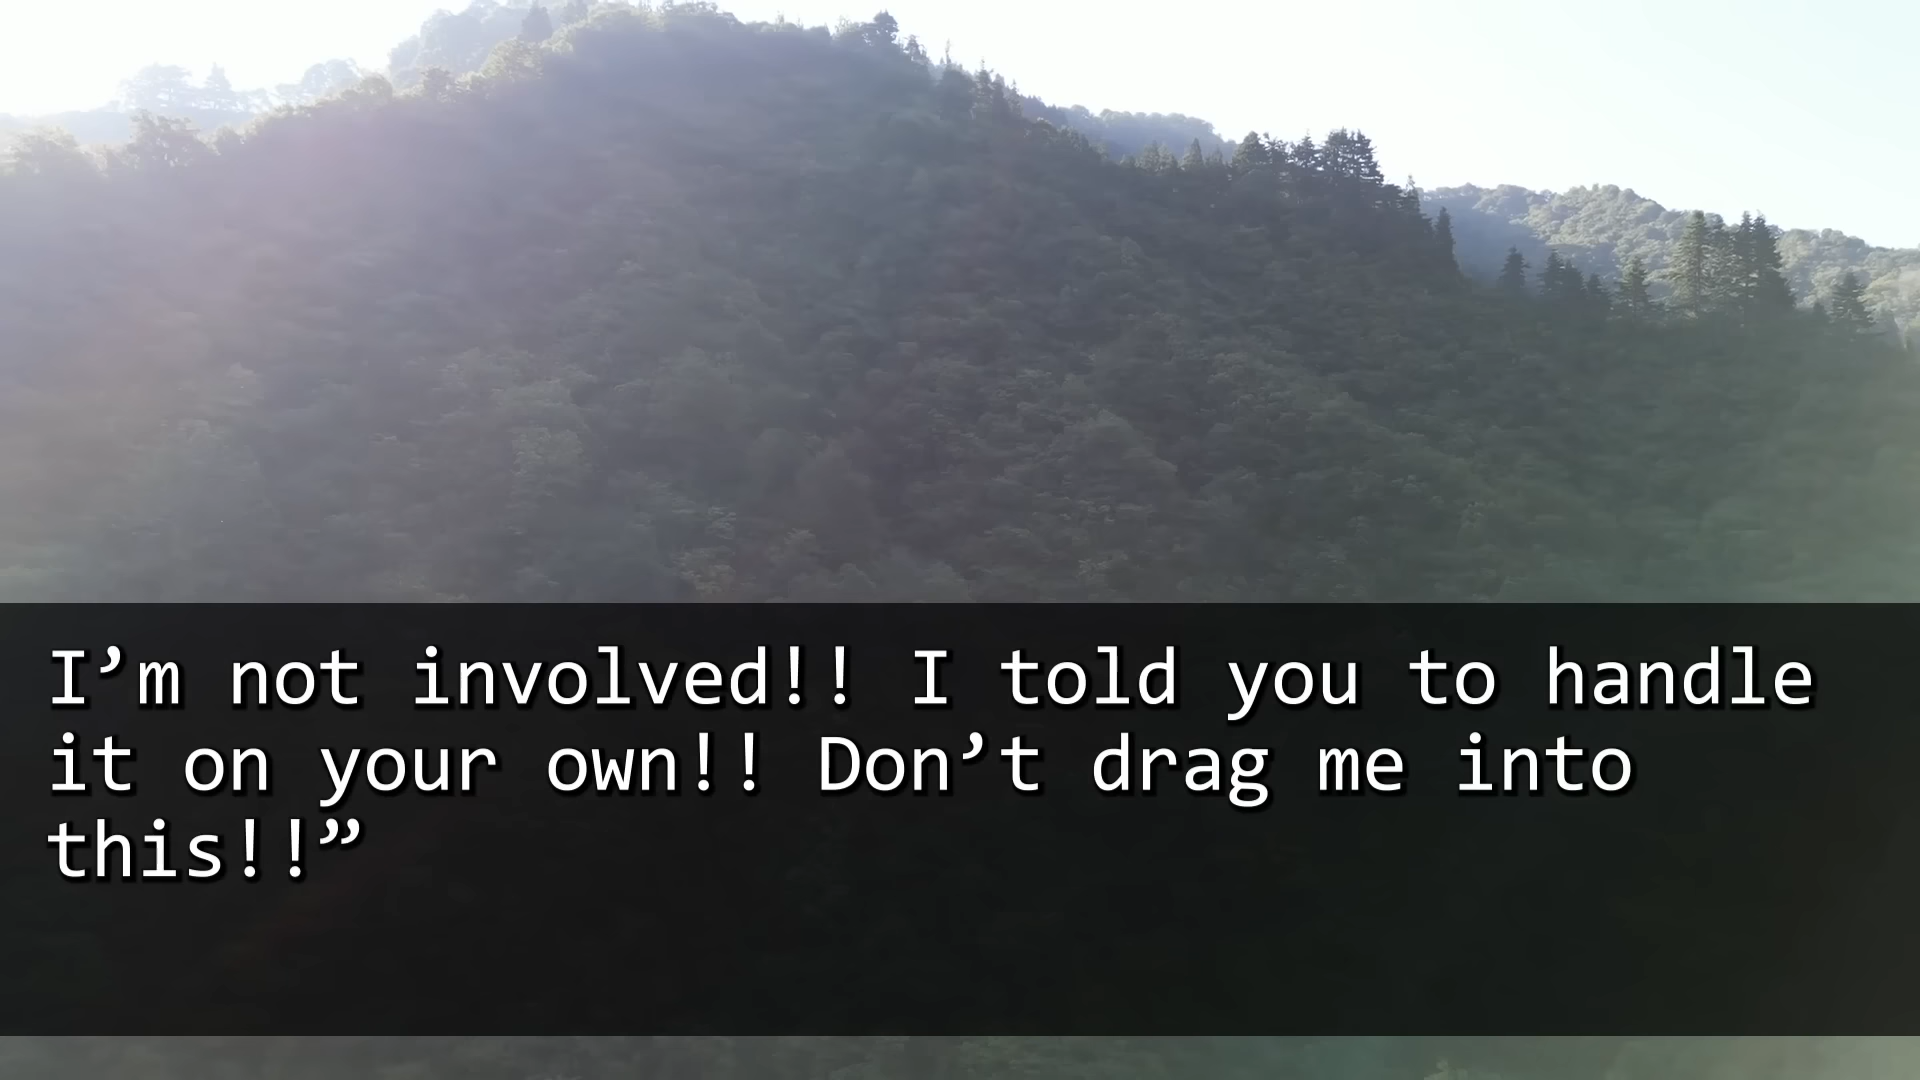 I’m not involved!! I told you to handle
it on your own!! Don’t drag me into
this!!”